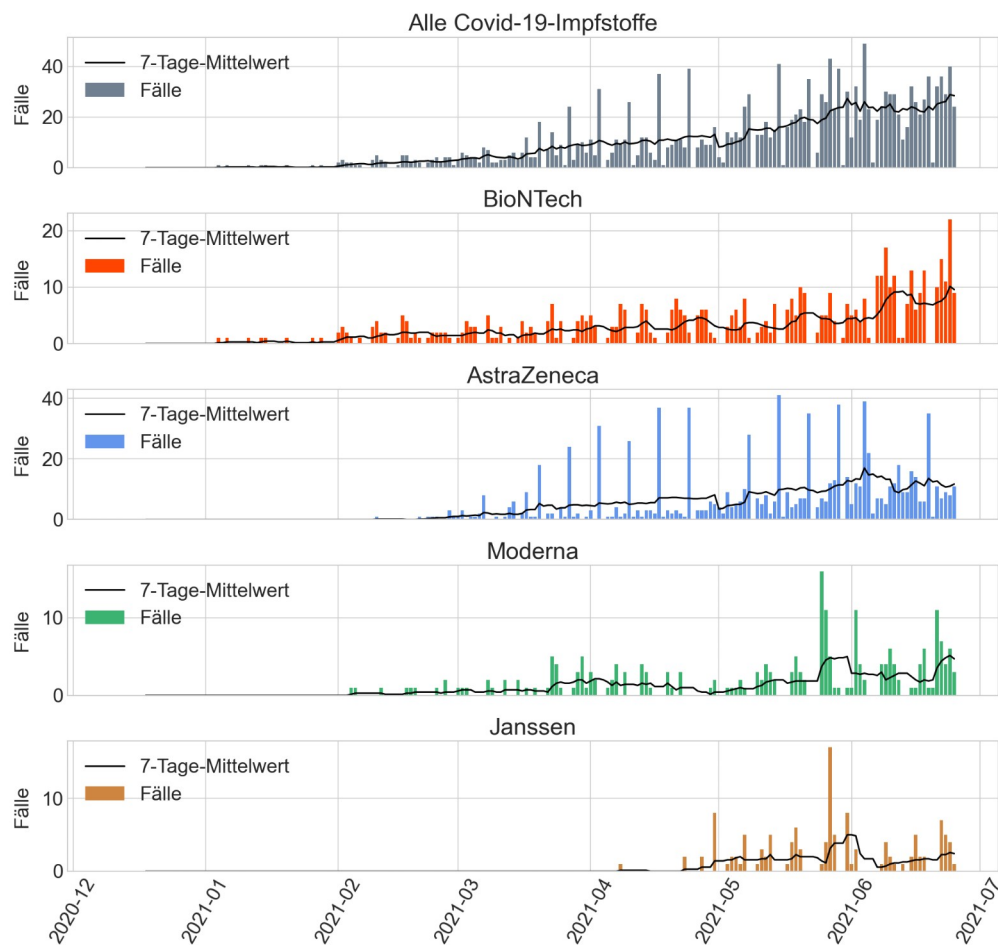 Alle Covid-19-Impfstoffe
Fälle
40
20
0
7-Tage-Mittelwert
Fälle
BioNTech
Fälle
20
10
0
7-Tage-Mittelwert
Fälle
AstraZeneca
Fälle
40
20
0
7-Tage-Mittelwert
Fälle
Moderna
Fälle
10
0
7-Tage-Mittelwert
Fälle
Janssen
Fälle
10
0
7-Tage-Mittelwert
Fälle
2020-12
2021-01
2021-02
2021-03
2021-04
2021-05
2021-06
2021-07